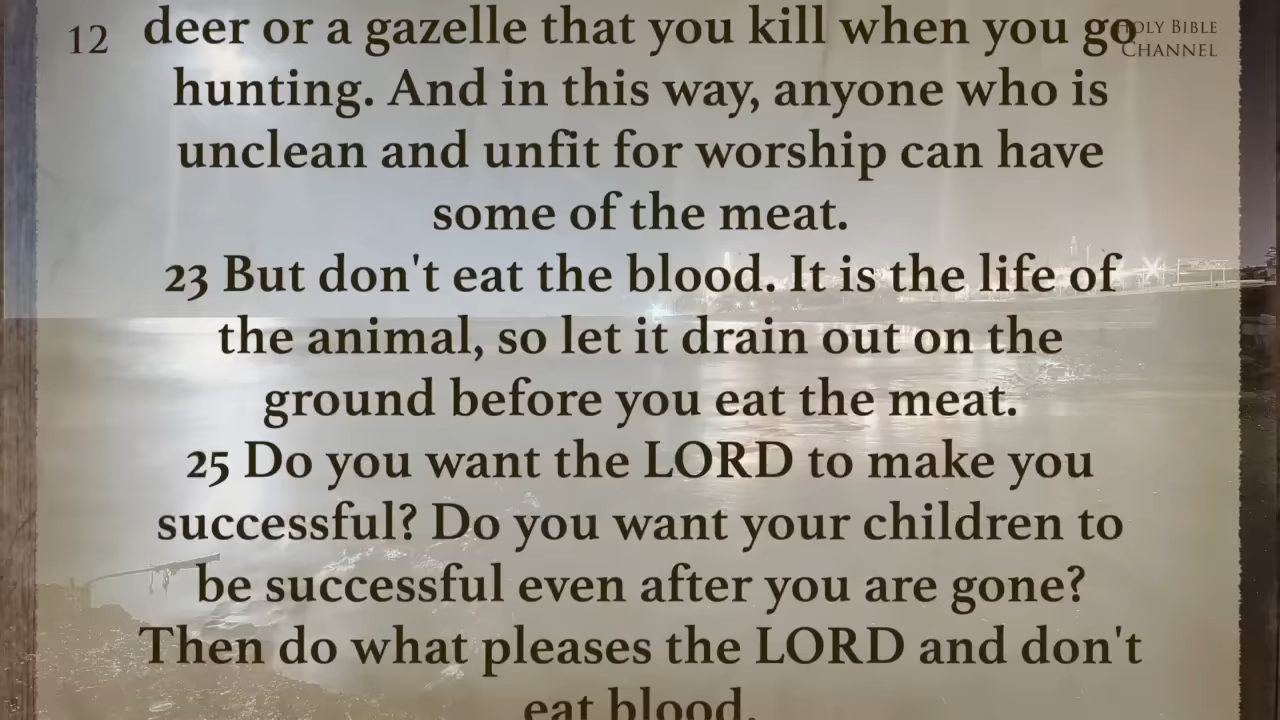 12
deer or a gazelle that you kill when you go
HOLY BIBLE
CHANNEL
hunting. And in this way, anyone who is
unclean and unfit for worship can have
some of the meat.
23 But don't eat the blood. It is the life of
the animal, so let it drain out on the
ground before you eat the meat.
25 Do you want the LORD to make you
successful? Do you want your children to
be successful even after you are gone?
Then do what pleases the LORD and don't
eat blood.